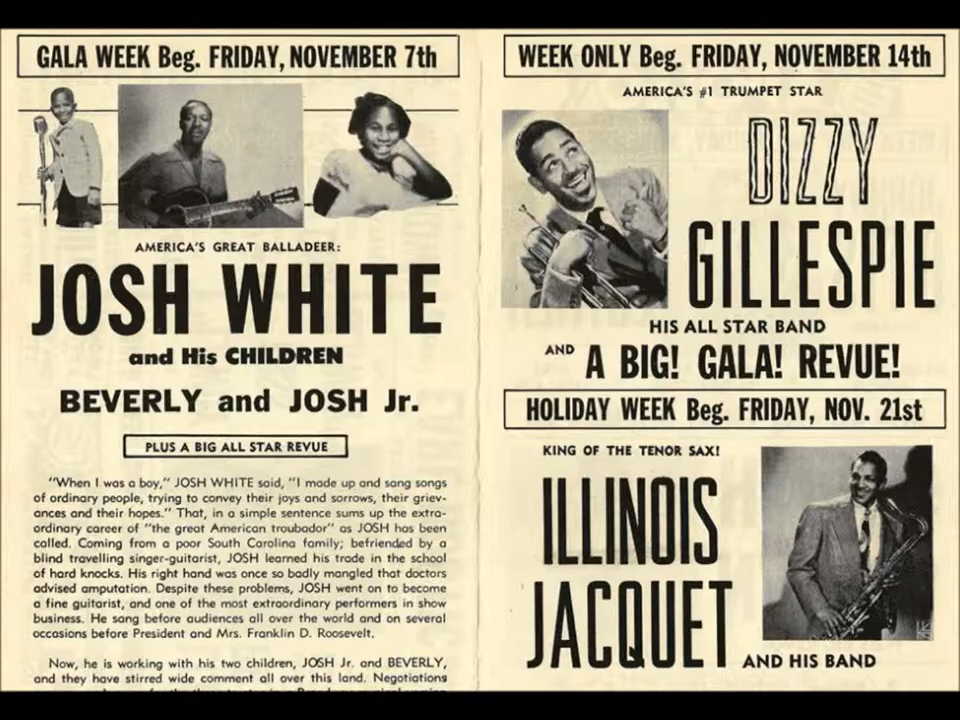 GALA WEEK Beg. FRIDAY, NOVEMBER 7th
AMERICA'S GREAT BALLADEER:
JOSH WHITE
and His CHILDREN
BEVERLY and JOSH Jr.
PLUS A BIG ALL STAR REVUE
"When I was a boy," JOSH WHITE said, "I made up and sang songs
of ordinary people, trying to convey their joys and sorrows, their griev-
ances and their hopes." That, in a simple sentence sums up the extra-
ordinary career of "the great American troubador" as JOSH has been
called. Coming from a poor South Carolina family; befriended by a
blind travelling singer-guitarist, JOSH learned his trade in the school
of hard knocks. His right hand was once so badly mangled that doctors
advised amputation. Despite these problems, JOSH went on to become
a fine guitarist, and one of the most extraordinary performers in show
business. He sang before audiences all over the world and on several
occasions before President and Mrs. Franklin D. Roosevelt.
Now, he is working with his two children, JOSH Jr. and BEVERLY,
and they have stirred wide comment all over this land. Negotiations
WEEK ONLY Beg. FRIDAY, NOVEMBER 14th
AMERICA'S #1 TRUMPET STAR
DIZZY
GILLESPIE
HIS ALL STAR BAND
AND A BIG! GALA! REVUE!
HOLIDAY WEEK Beg. FRIDAY, NOV. 21st
KING OF THE TENOR SAX!
ILLINOIS
JACQUET
AND HIS BAND